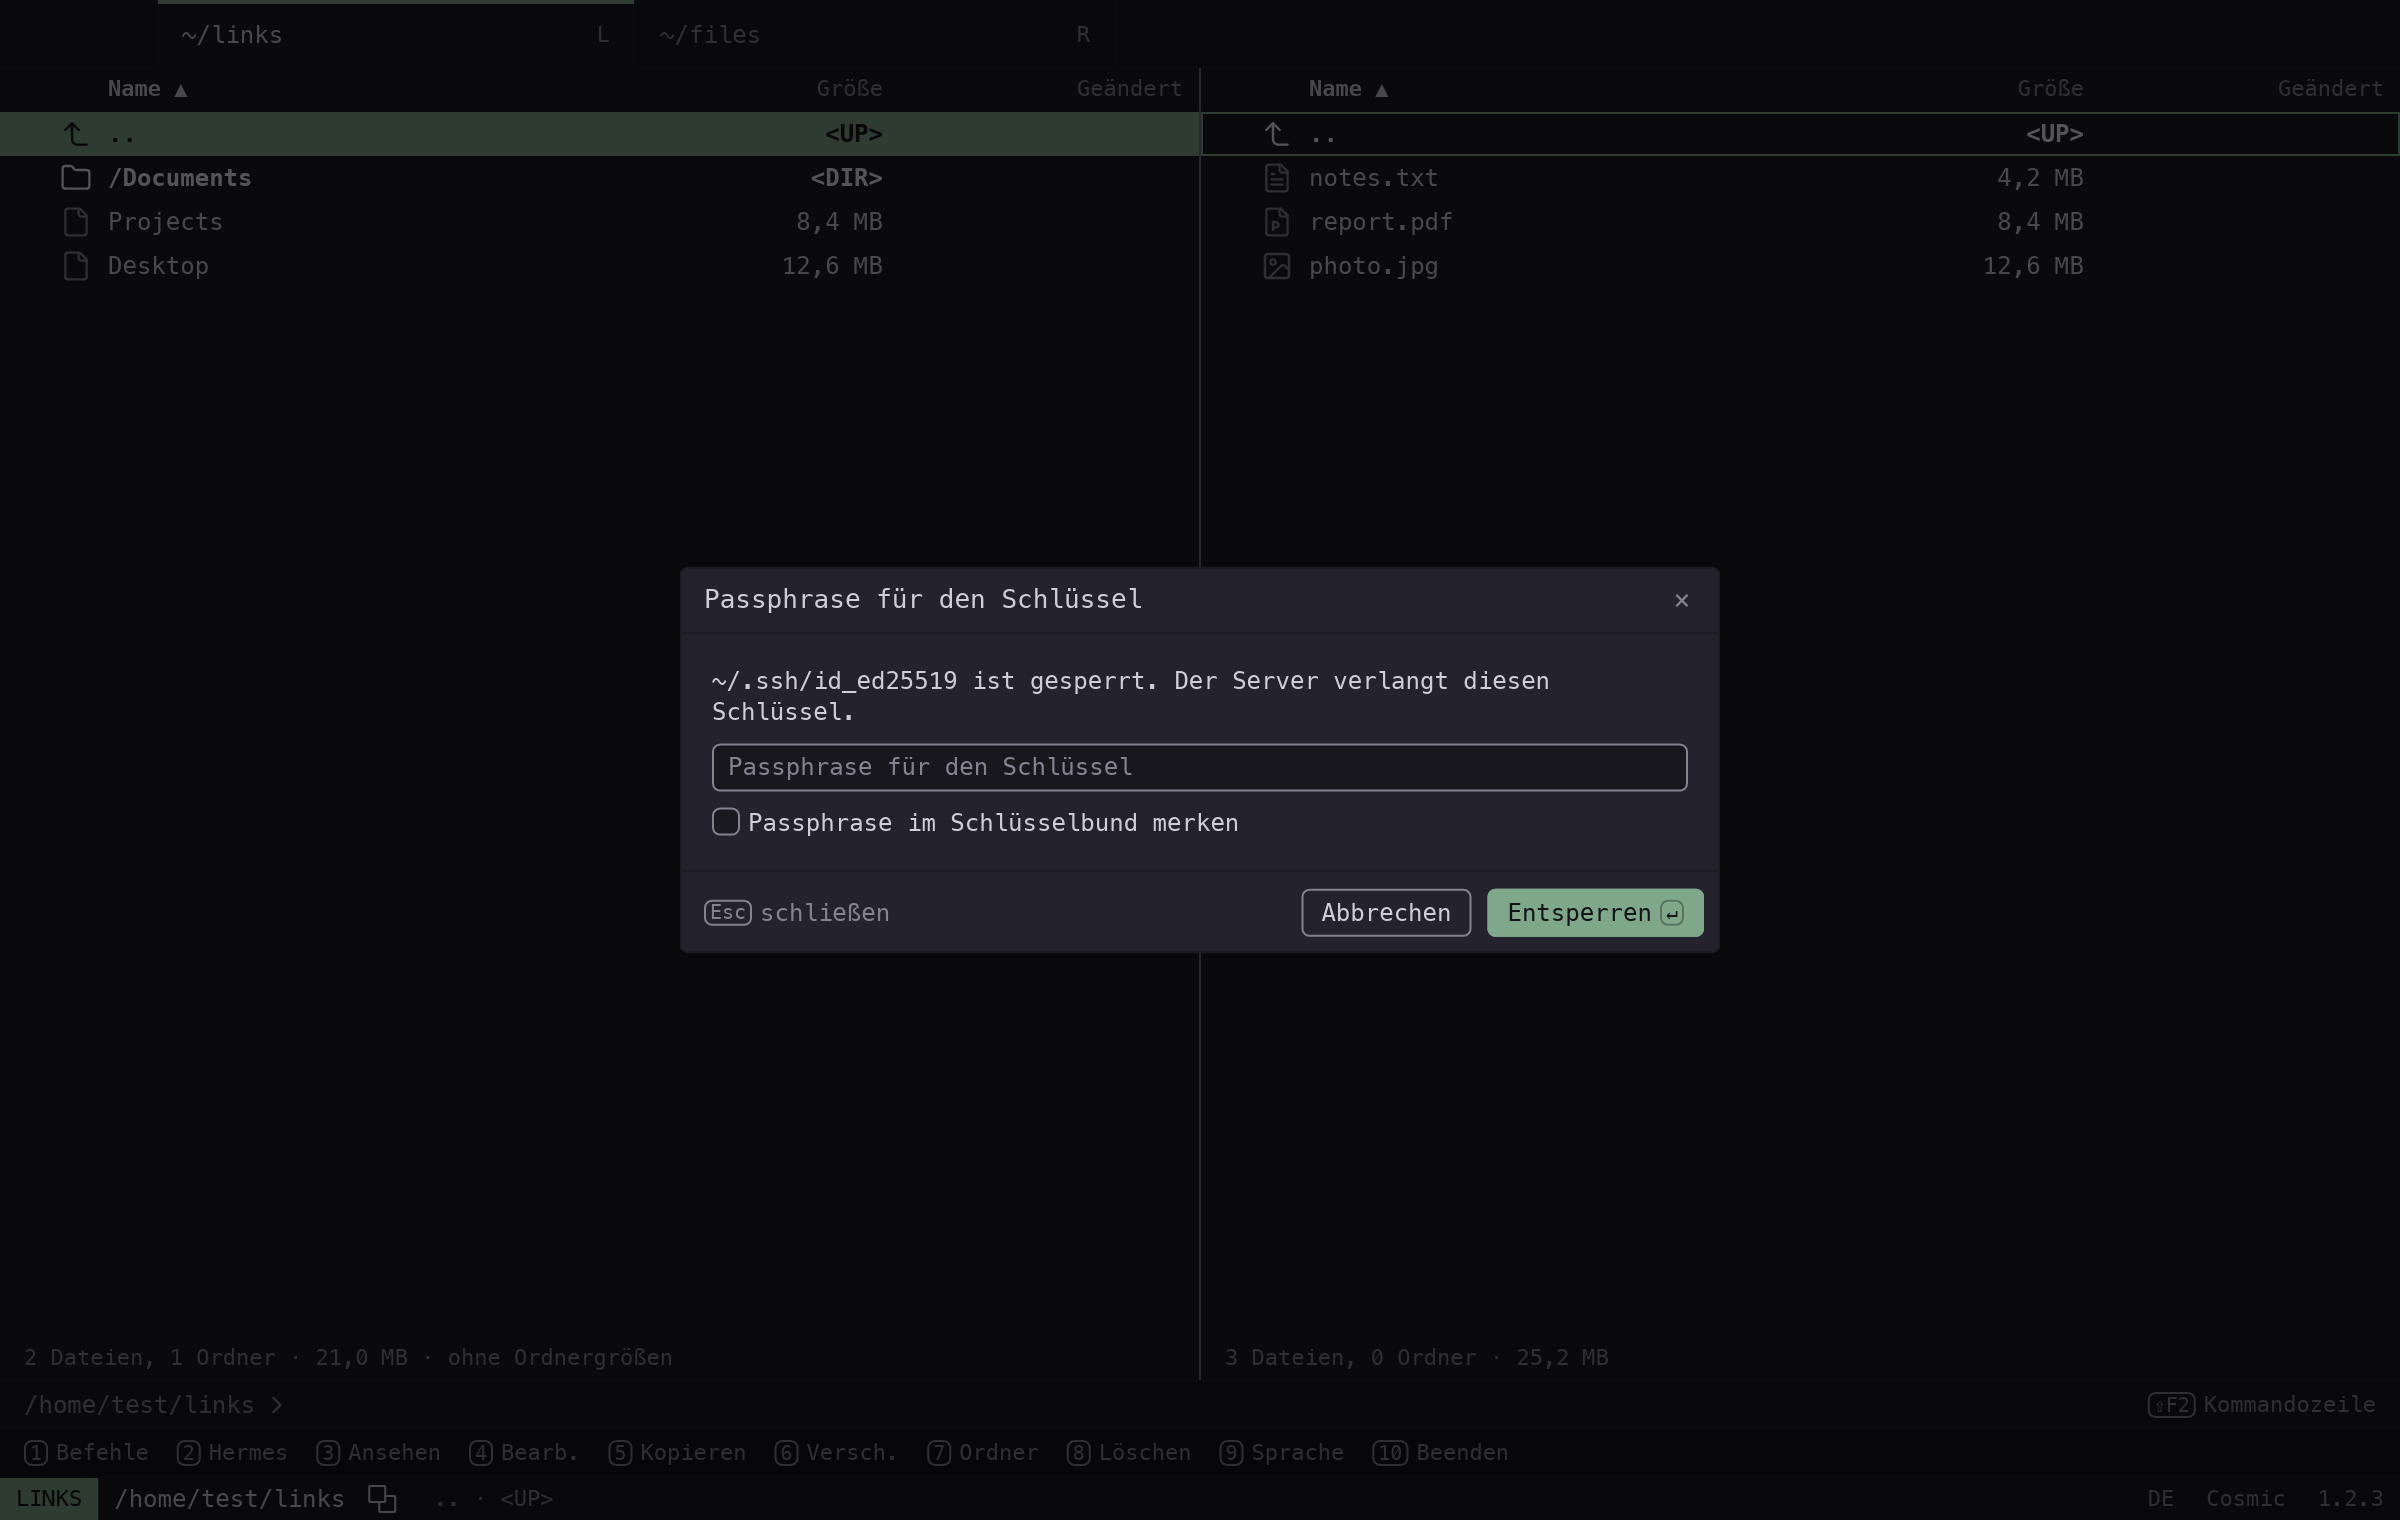 ~/links L ~/files R
Name ▲ Größe Geändert Name ▲ Größe Geändert
.. <UP> .. <UP>
/Documents <DIR> notes.txt 4,2 MB
Projects 8,4 MB report.pdf 8,4 MB
Desktop 12,6 MB photo.jpg 12,6 MB
Passphrase für den Schlüssel ×
~/.ssh/id_ed25519 ist gesperrt. Der Server verlangt diesen
Schlüssel.
Passphrase für den Schlüssel
Passphrase im Schlüsselbund merken
Esc schließen Abbrechen Entsperren ↵
2 Dateien, 1 Ordner · 21,0 MB · ohne Ordnergrößen 3 Dateien, 0 Ordner · 25,2 MB
/home/test/links > ⇧F2 Kommandozeile
1 Befehle 2 Hermes 3 Ansehen 4 Bearb. 5 Kopieren 6 Versch. 7 Ordner 8 Löschen 9 Sprache 10 Beenden
LINKS /home/test/links .. · <UP> DE Cosmic 1.2.3